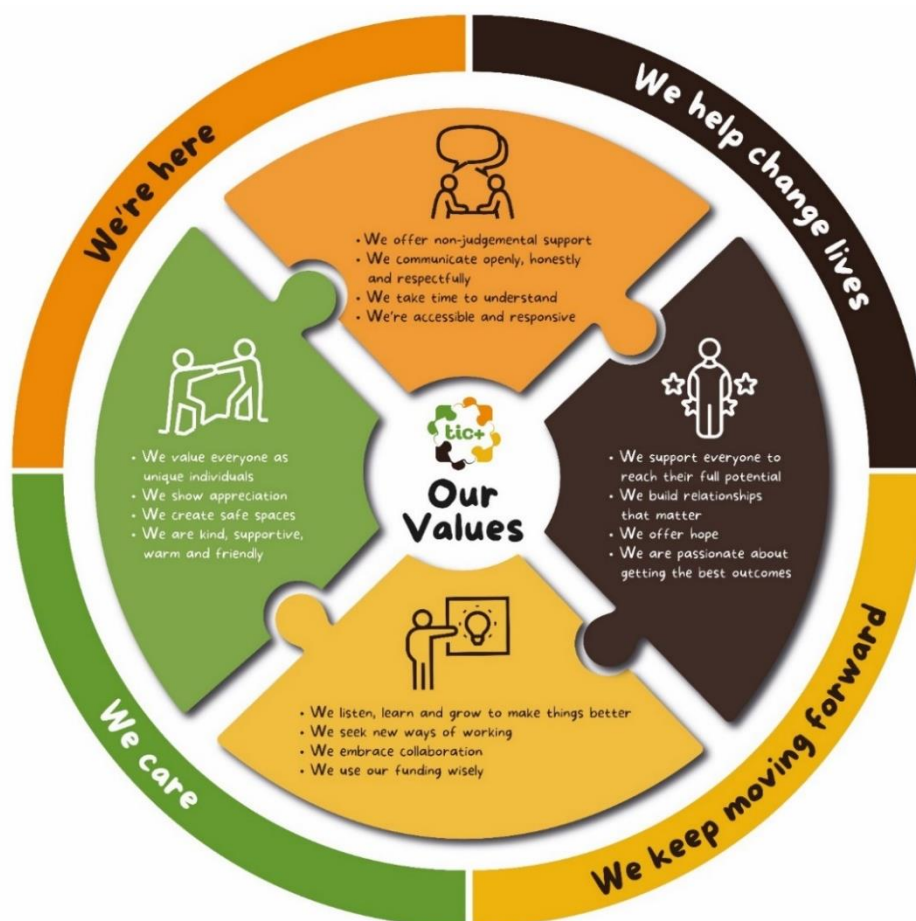 We're here
We help change lives
• We offer non-judgemental support
• We communicate openly, honestly
and respectfully
• We take time to understand
• We're accessible and responsive
• We value everyone as
unique individuals
• We show appreciation
• We create safe spaces
• We are kind, supportive,
warm and friendly
tic+
Our
Values
• We support everyone to
reach their full potential
• We build relationships
that matter
• We offer hope
• We are passionate about
getting the best outcomes
• We listen, learn and grow to make things better
• We seek new ways of working
• We embrace collaboration
• We use our funding wisely
We care
We keep moving forward